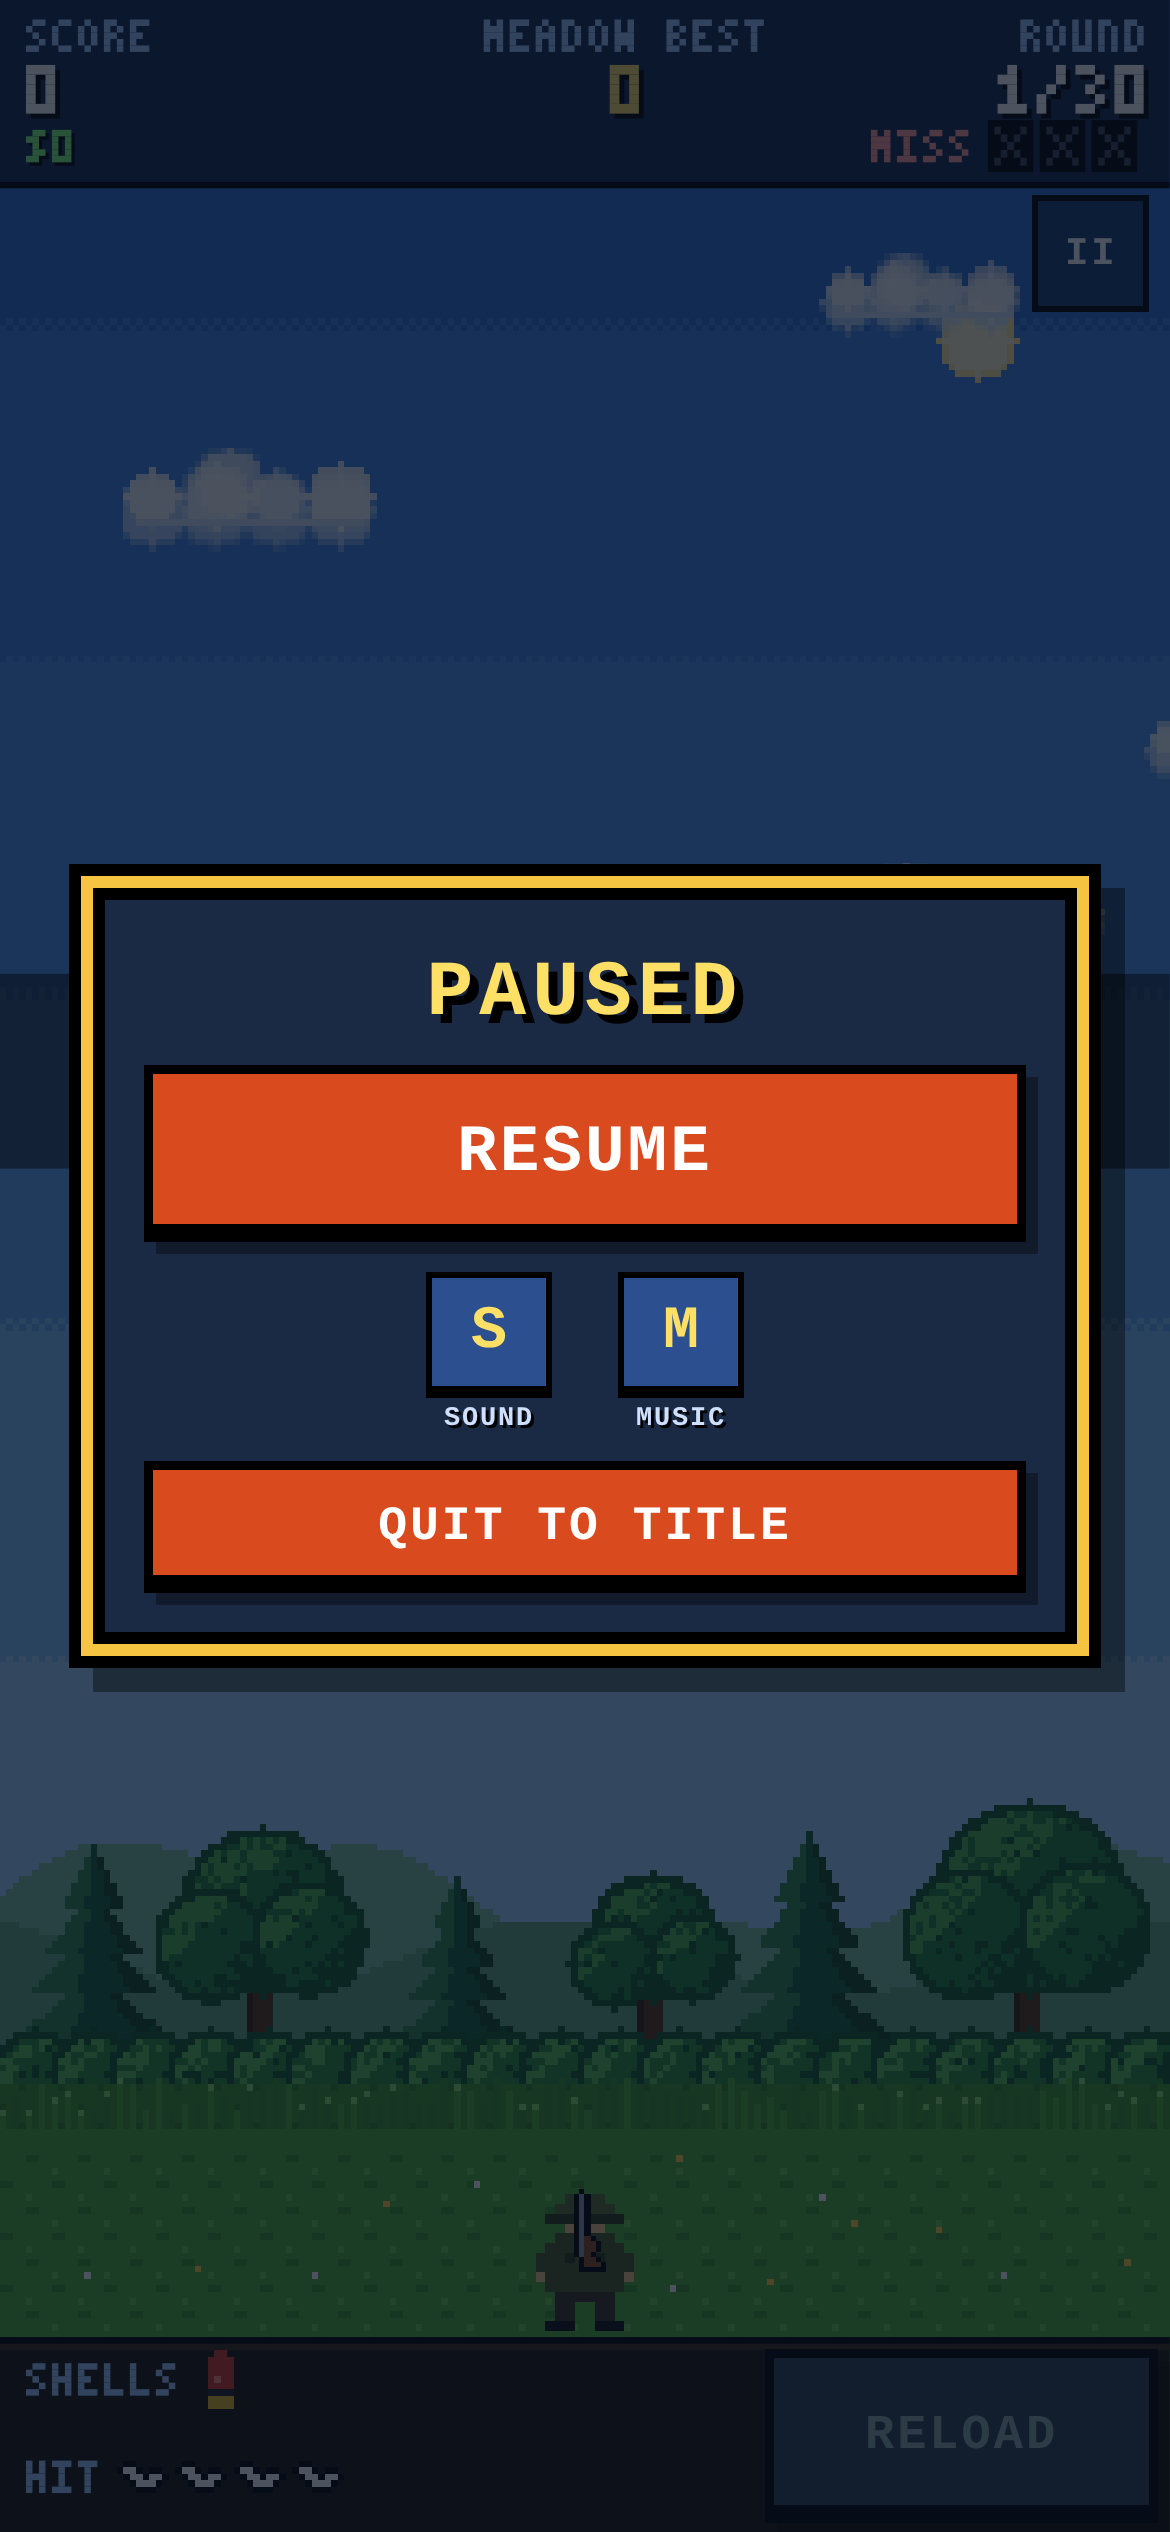 SCORE MEADOW BEST ROUND
0 0 1/30
$0 MISS X X X
II
PAUSED
RESUME
S M
SOUND MUSIC
QUIT TO TITLE
SHELLS
RELOAD
HIT